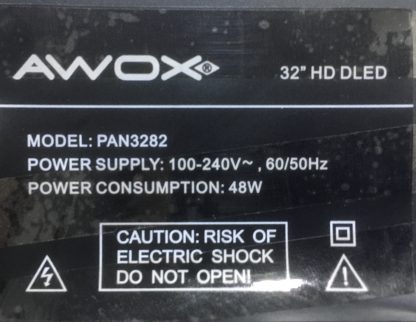 AWOX®
32" HD DLED
MODEL: PAN3282
POWER SUPPLY: 100-240V~ , 60/50Hz
POWER CONSUMPTION: 48W
CAUTION: RISK OF
ELECTRIC SHOCK
DO NOT OPEN!